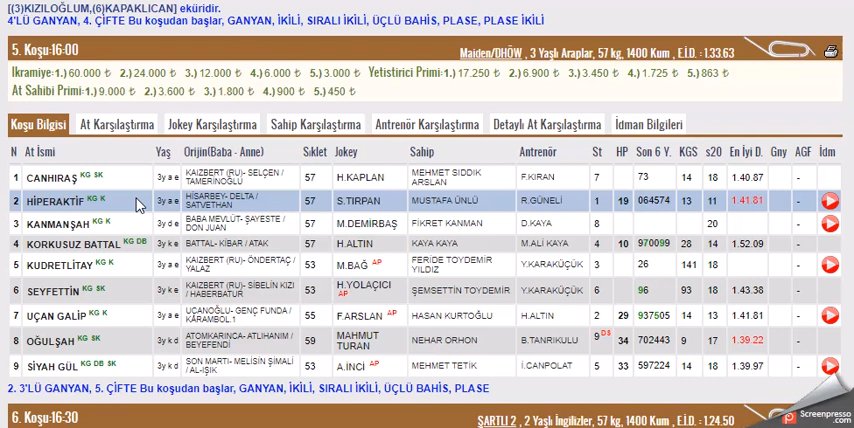 [(3)KIZILOĞLUM,(6)KAPAKLICAN] eküridir.
4'LÜ GANYAN, 4. ÇİFTE Bu koşudan başlar, GANYAN, İKİLİ, SIRALI İKİLİ, ÜÇLÜ BAHİS, PLASE, PLASE İKİLİ
5. Koşu:16:00 Maiden/DHÖW , 3 Yaşlı Araplar, 57 kg, 1400 Kum , E.İ.D. : 1.33.63
Ikramiye:1.) 60.000 ₺ 2.) 24.000 ₺ 3.) 12.000 ₺ 4.) 6.000 ₺ 5.) 3.000 ₺ Yetistirici Primi:1.) 17.250 ₺ 2.) 6.900 ₺ 3.) 3.450 ₺ 4.) 1.725 ₺ 5.) 863 ₺
At Sahibi Primi:1.) 9.000 ₺ 2.) 3.600 ₺ 3.) 1.800 ₺ 4.) 900 ₺ 5.) 450 ₺
Koşu Bilgisi At Karşılaştırma Jokey Karşılaştırma Sahip Karşılaştırma Antrenör Karşılaştırma Detaylı At Karşılaştırma İdman Bilgileri
N At İsmi Yaş Orijin(Baba - Anne) Sıklet Jokey Sahip Antrenör St HP Son 6 Y. KGS s20 En İyi D. Gny AGF İdm
1 CANHIRAŞ KG SK 3y a e KAIZBERT (RU)- SELÇEN / TAMERİNOĞLU 57 H.KAPLAN MEHMET SIDDIK ARSLAN F.KIRAN 7 73 14 18 1.40.87 -
2 HİPERAKTİF KG K 3y a e HİSARBEY- DELTA / SATVETHAN 57 S.TIRPAN MUSTAFA ÜNLÜ R.GÜNELİ 1 19 064574 13 11 1.41.81 -
3 KANMANŞAH KG K 3y d e BABA MEVLÜT- ŞAYESTE / DON JUAN 57 M.DEMİRBAŞ FİKRET KANMAN D.KAYA 8 20 -
4 KORKUSUZ BATTAL KG DB 3y k e BATTAL- KİBAR / ATAK 57 H.ALTIN KAYA KAYA M.ALİ KAYA 4 10 970099 28 14 1.52.09 -
5 KUDRETLİTAY KG K 3y a e KAIZBERT (RU)- ÖNDERTAÇ / YALAZ 53 M.BAĞ AP FERİDE TOYDEMİR YILDIZ Y.KARAKÜÇÜK 3 26 141 18 -
6 SEYFETTİN KG SK 3y k e KAIZBERT (RU)- SİBELİN KIZI / HABERBATUR 53 H.YOLAÇICI AP ŞEMSETTİN TOYDEMİR Y.KARAKÜÇÜK 6 96 93 18 1.43.38 -
7 UÇAN GALİP KG K 3y a e UÇANOĞLU- GENÇ FUNDA / KÂRAMBOL.1 55 F.ARSLAN AP HASAN KURTOĞLU H.ALTIN 2 29 937505 14 13 1.41.81 -
8 OĞULŞAH KG SK 3y k d ATOMKARINCA- ATLIHANIM / BEYEFENDİ 59 MAHMUT TURAN NEHAR ORHON B.TANRIKULU 9 DS 34 702443 9 17 1.39.22 -
9 SİYAH GÜL KG DB SK 3y k d SON MARTI- MELİSİN ŞİMALİ / AL-IŞIK 53 A.İNCİ AP MEHMET TETİK İ.CANPOLAT 5 33 597224 14 18 1.39.97 -
2. 3'LÜ GANYAN, 5. ÇİFTE Bu koşudan başlar, GANYAN, İKİLİ, SIRALI İKİLİ, ÜÇLÜ BAHİS, PLASE
6. Koşu:16:30 ŞARTLI 2 , 2 Yaşlı İngilizler, 57 kg, 1400 Kum , E.İ.D. : 1.24.50
Screenpresso
.com